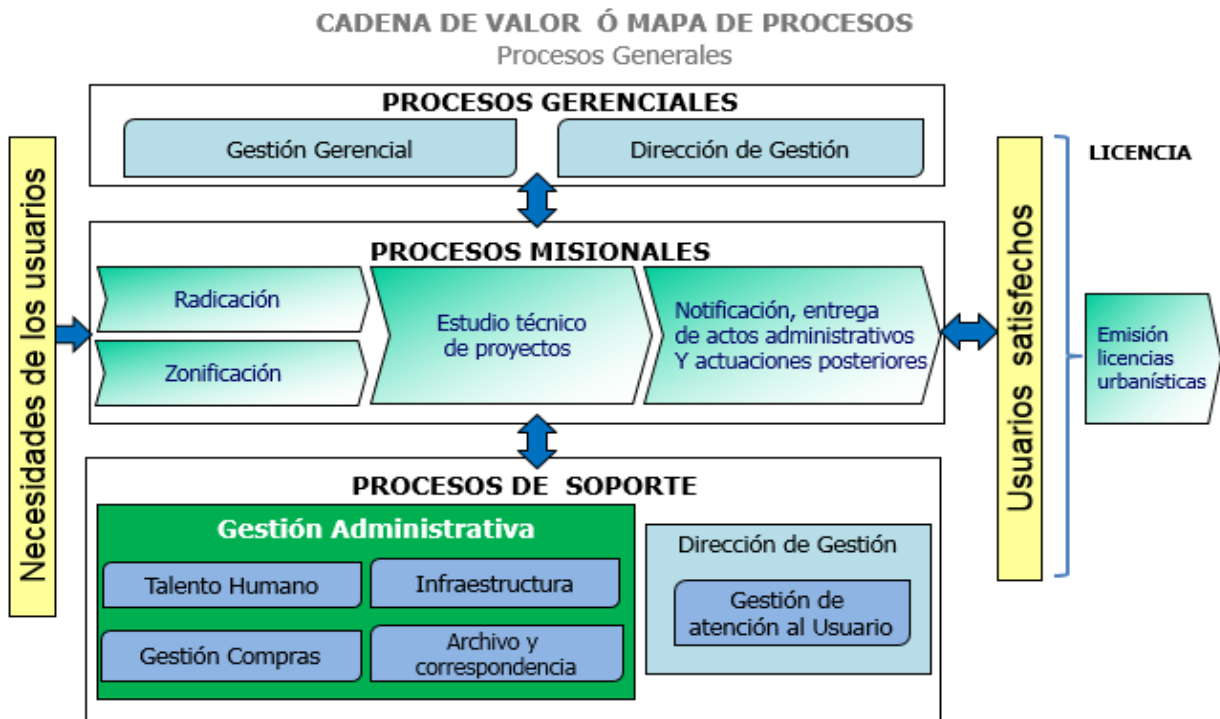 CADENA DE VALOR Ó MAPA DE PROCESOS
Procesos Generales
PROCESOS GERENCIALES
Gestión Gerencial
Dirección de Gestión
Necesidades de los usuarios
PROCESOS MISIONALES
Radicación
Zonificación
Estudio técnico
de proyectos
Notificación, entrega
de actos administrativos
Y actuaciones posteriores
Usuarios satisfechos
LICENCIA
Emisión
licencias
urbanísticas
PROCESOS DE SOPORTE
Gestión Administrativa
Talento Humano
Infraestructura
Gestión Compras
Archivo y
correspondencia
Dirección de Gestión
Gestión de
atención al Usuario